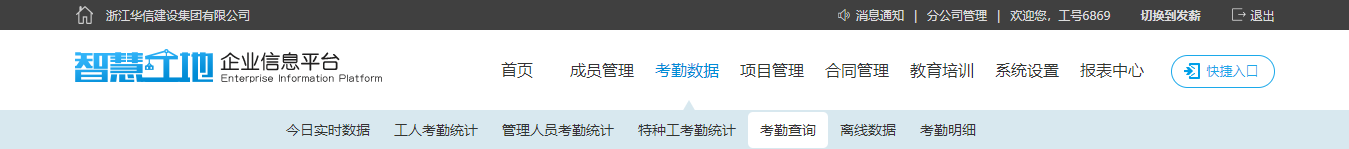 浙江华信建设集团有限公司 消息通知 | 分公司管理 | 欢迎您，工号6869 切换到发薪 退出
智慧工地 企业信息平台 Enterprise Information Platform
首页 成员管理 考勤数据 项目管理 合同管理 教育培训 系统设置 报表中心 快捷入口
今日实时数据 工人考勤统计 管理人员考勤统计 特种工考勤统计 考勤查询 离线数据 考勤明细